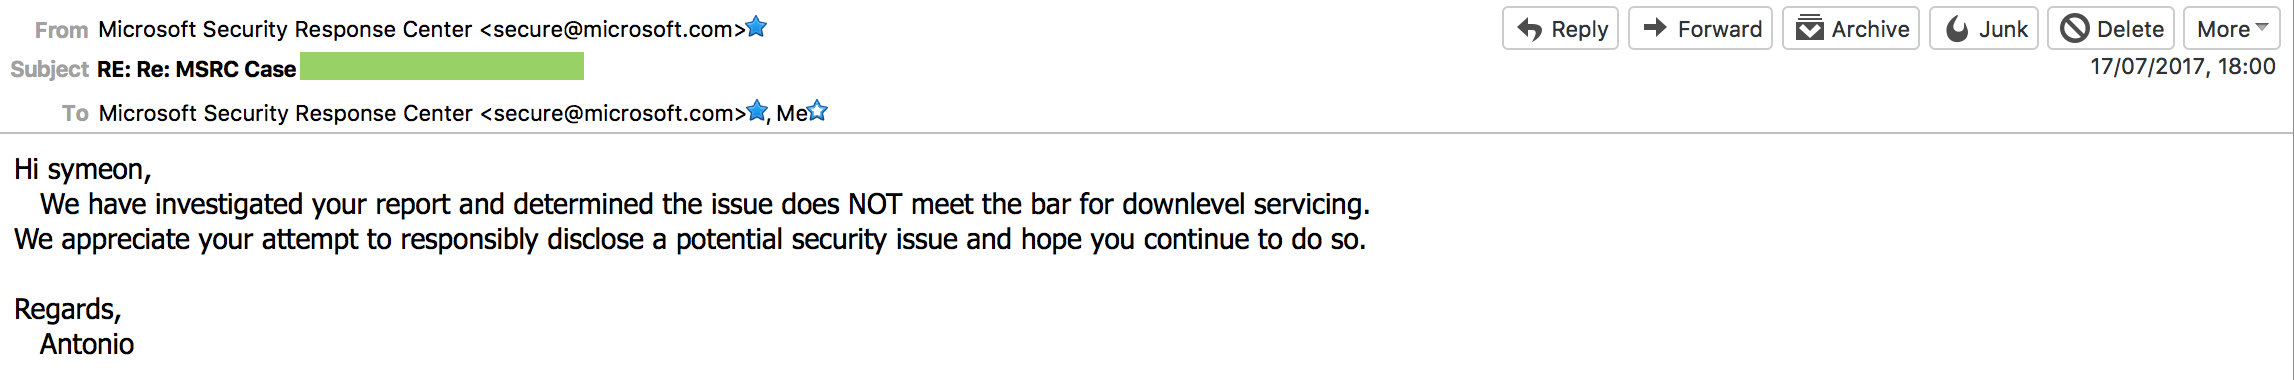 From Microsoft Security Response Center <secure@microsoft.com> Reply Forward Archive Junk Delete More
Subject RE: Re: MSRC Case 17/07/2017, 18:00
To Microsoft Security Response Center <secure@microsoft.com>, Me
Hi symeon,
We have investigated your report and determined the issue does NOT meet the bar for downlevel servicing.
We appreciate your attempt to responsibly disclose a potential security issue and hope you continue to do so.
Regards,
Antonio